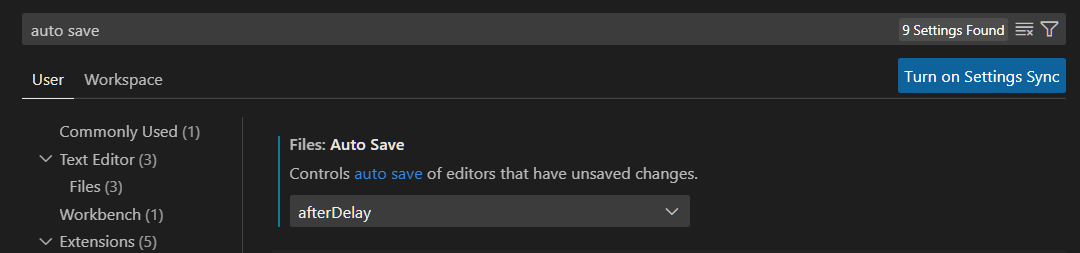 auto save
9 Settings Found
User
Workspace
Turn on Settings Sync
Commonly Used (1)
Text Editor (3)
Files (3)
Workbench (1)
Extensions (5)
Files: Auto Save
Controls auto save of editors that have unsaved changes.
afterDelay